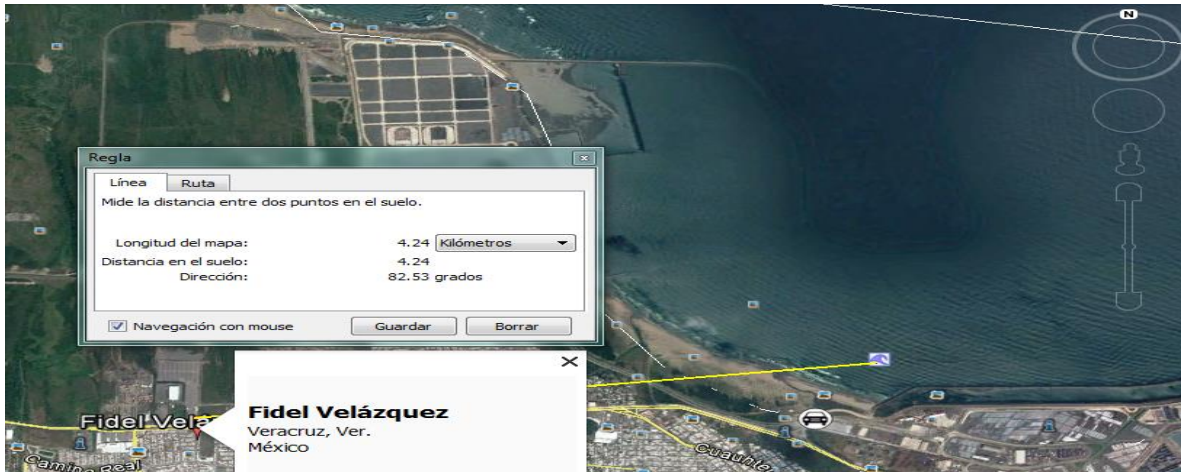 N
Regla
Línea Ruta
Mide la distancia entre dos puntos en el suelo.
Longitud del mapa: 4.24 Kilómetros
Distancia en el suelo: 4.24
Dirección: 82.53 grados
Navegación con mouse Guardar Borrar
Fidel Velázquez
Veracruz, Ver.
México
Fidel Vela
Camino Real